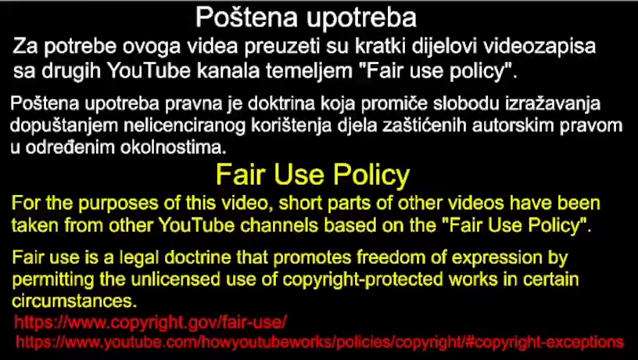 Poštena upotreba
Za potrebe ovoga videa preuzeti su kratki dijelovi videozapisa
sa drugih YouTube kanala temeljem "Fair use policy".
Poštena upotreba pravna je doktrina koja promiče slobodu izražavanja
dopuštanjem nelicenciranog korištenja djela zaštićenih autorskim pravom
u određenim okolnostima.
Fair Use Policy
For the purposes of this video, short parts of other videos have been
taken from other YouTube channels based on the "Fair Use Policy".
Fair use is a legal doctrine that promotes freedom of expression by
permitting the unlicensed use of copyright-protected works in certain
circumstances.
https://www.copyright.gov/fair-use/
https://www.youtube.com/howyoutubeworks/policies/copyright/#copyright-exceptions